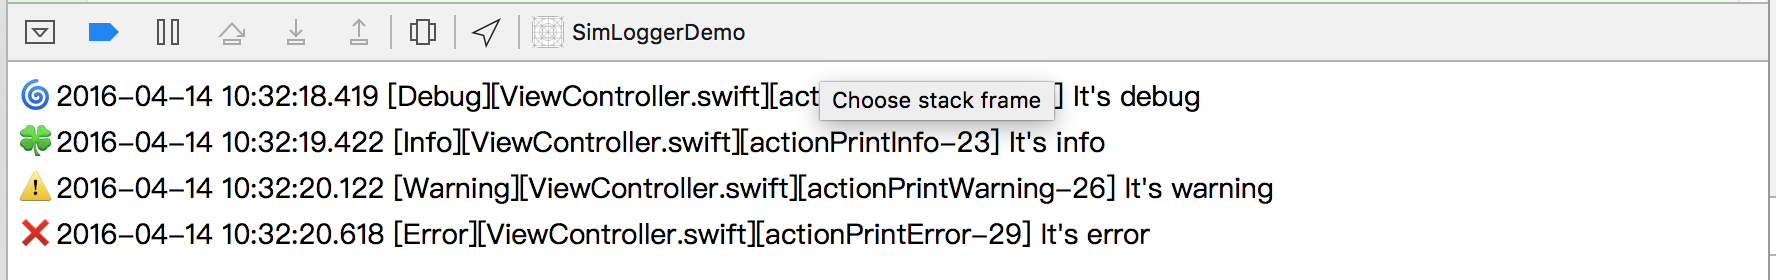 SimLoggerDemo
🌀 2016-04-14 10:32:18.419 [Debug][ViewController.swift][act
Choose stack frame
] It's debug
🍀 2016-04-14 10:32:19.422 [Info][ViewController.swift][actionPrintInfo-23] It's info
⚠️ 2016-04-14 10:32:20.122 [Warning][ViewController.swift][actionPrintWarning-26] It's warning
❌ 2016-04-14 10:32:20.618 [Error][ViewController.swift][actionPrintError-29] It's error